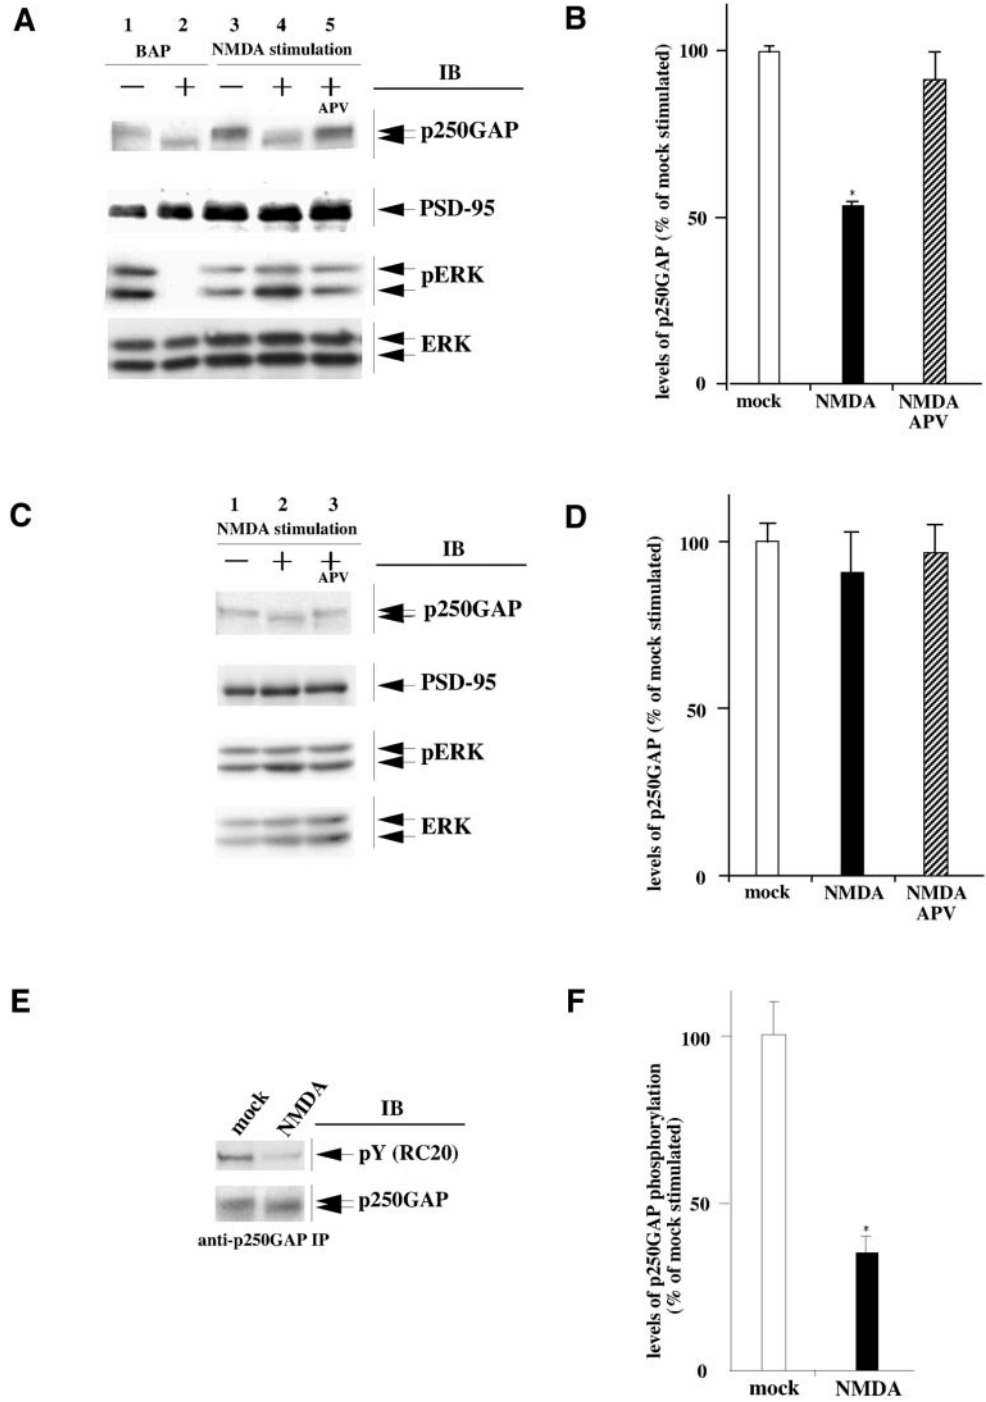 A
1 2 3 4 5
BAP NMDA stimulation
IB
− + − + +
APV
p250GAP
PSD-95
pERK
ERK
B
levels of p250GAP (% of mock stimulated)
100
50
0
*
mock NMDA NMDA
APV
C
1 2 3
NMDA stimulation
IB
− + +
APV
p250GAP
PSD-95
pERK
ERK
D
levels of p250GAP (% of mock stimulated)
100
50
0
mock NMDA NMDA
APV
E
mock NMDA
IB
pY (RC20)
p250GAP
anti-p250GAP IP
F
levels of p250GAP phosphorylation
(% of mock stimulated)
100
50
0
*
mock NMDA